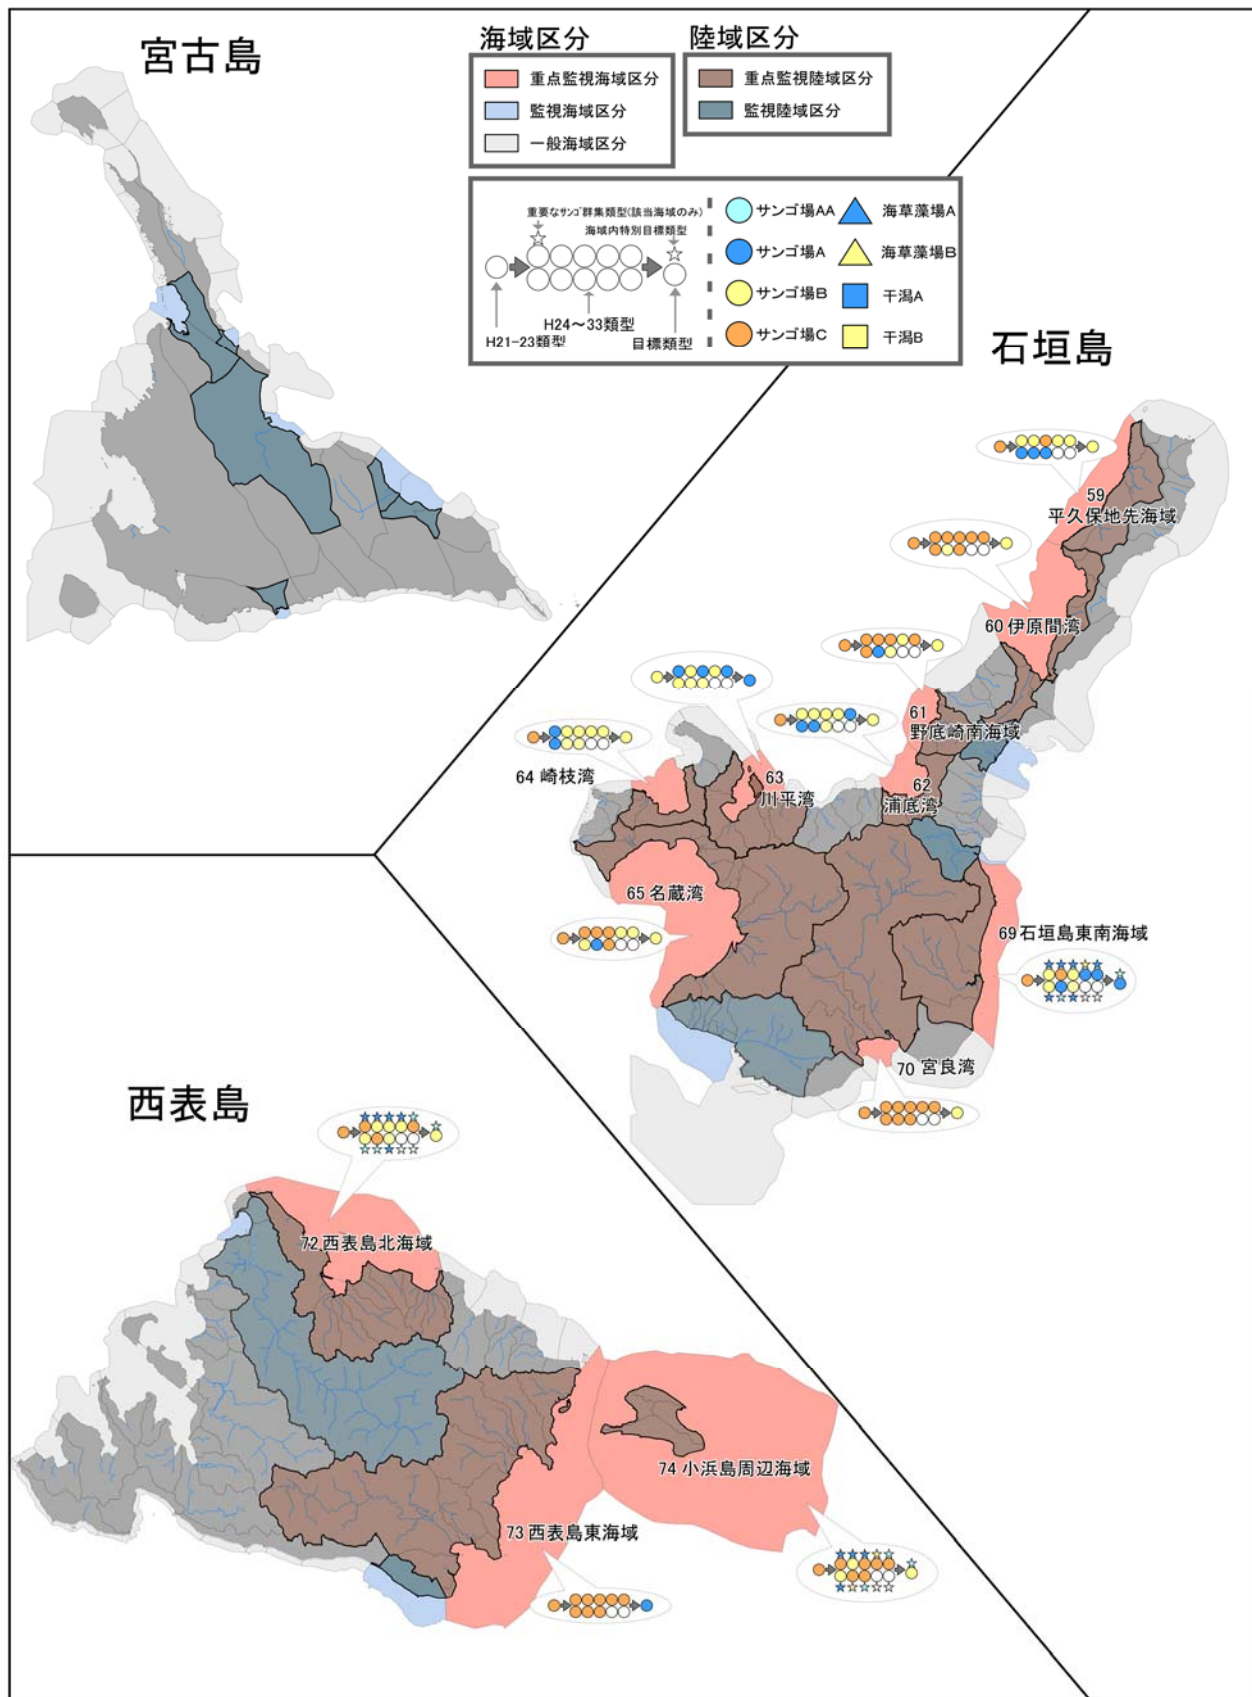 宮古島
海域区分
重点監視海域区分
監視海域区分
一般海域区分
陸域区分
重点監視陸域区分
監視陸域区分
重要なサンゴ群集類型(該当海域のみ)
海域内特別目標類型
H24～33類型
H21-23類型
目標類型
サンゴ場AA
海草藻場A
サンゴ場A
海草藻場B
サンゴ場B
干潟A
サンゴ場C
干潟B
石垣島
59
平久保地先海域
60 伊原間湾
61
野底崎南海域
62
浦底湾
63
川平湾
64 崎枝湾
65 名蔵湾
69 石垣島東南海域
70 宮良湾
西表島
72 西表島北海域
74 小浜島周辺海域
73 西表島東海域